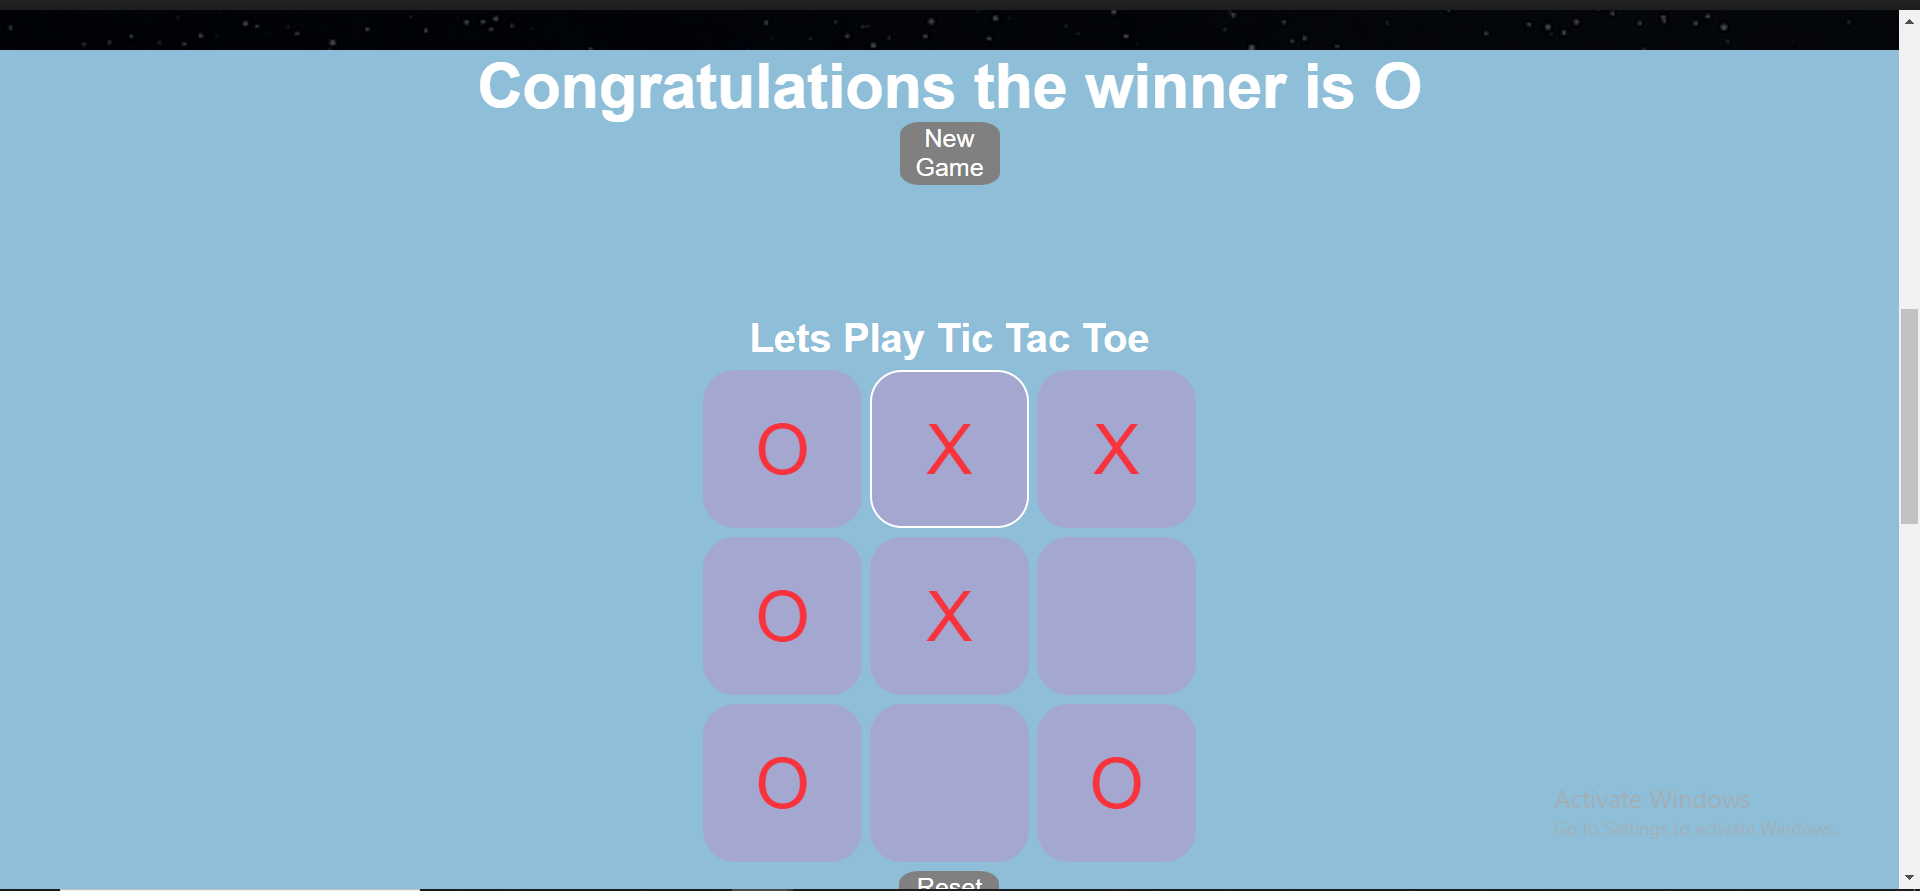 Congratulations the winner is O
New
Game
Lets Play Tic Tac Toe
O X X
O X
O O
Reset
Activate Windows
Go to Settings to activate Windows.